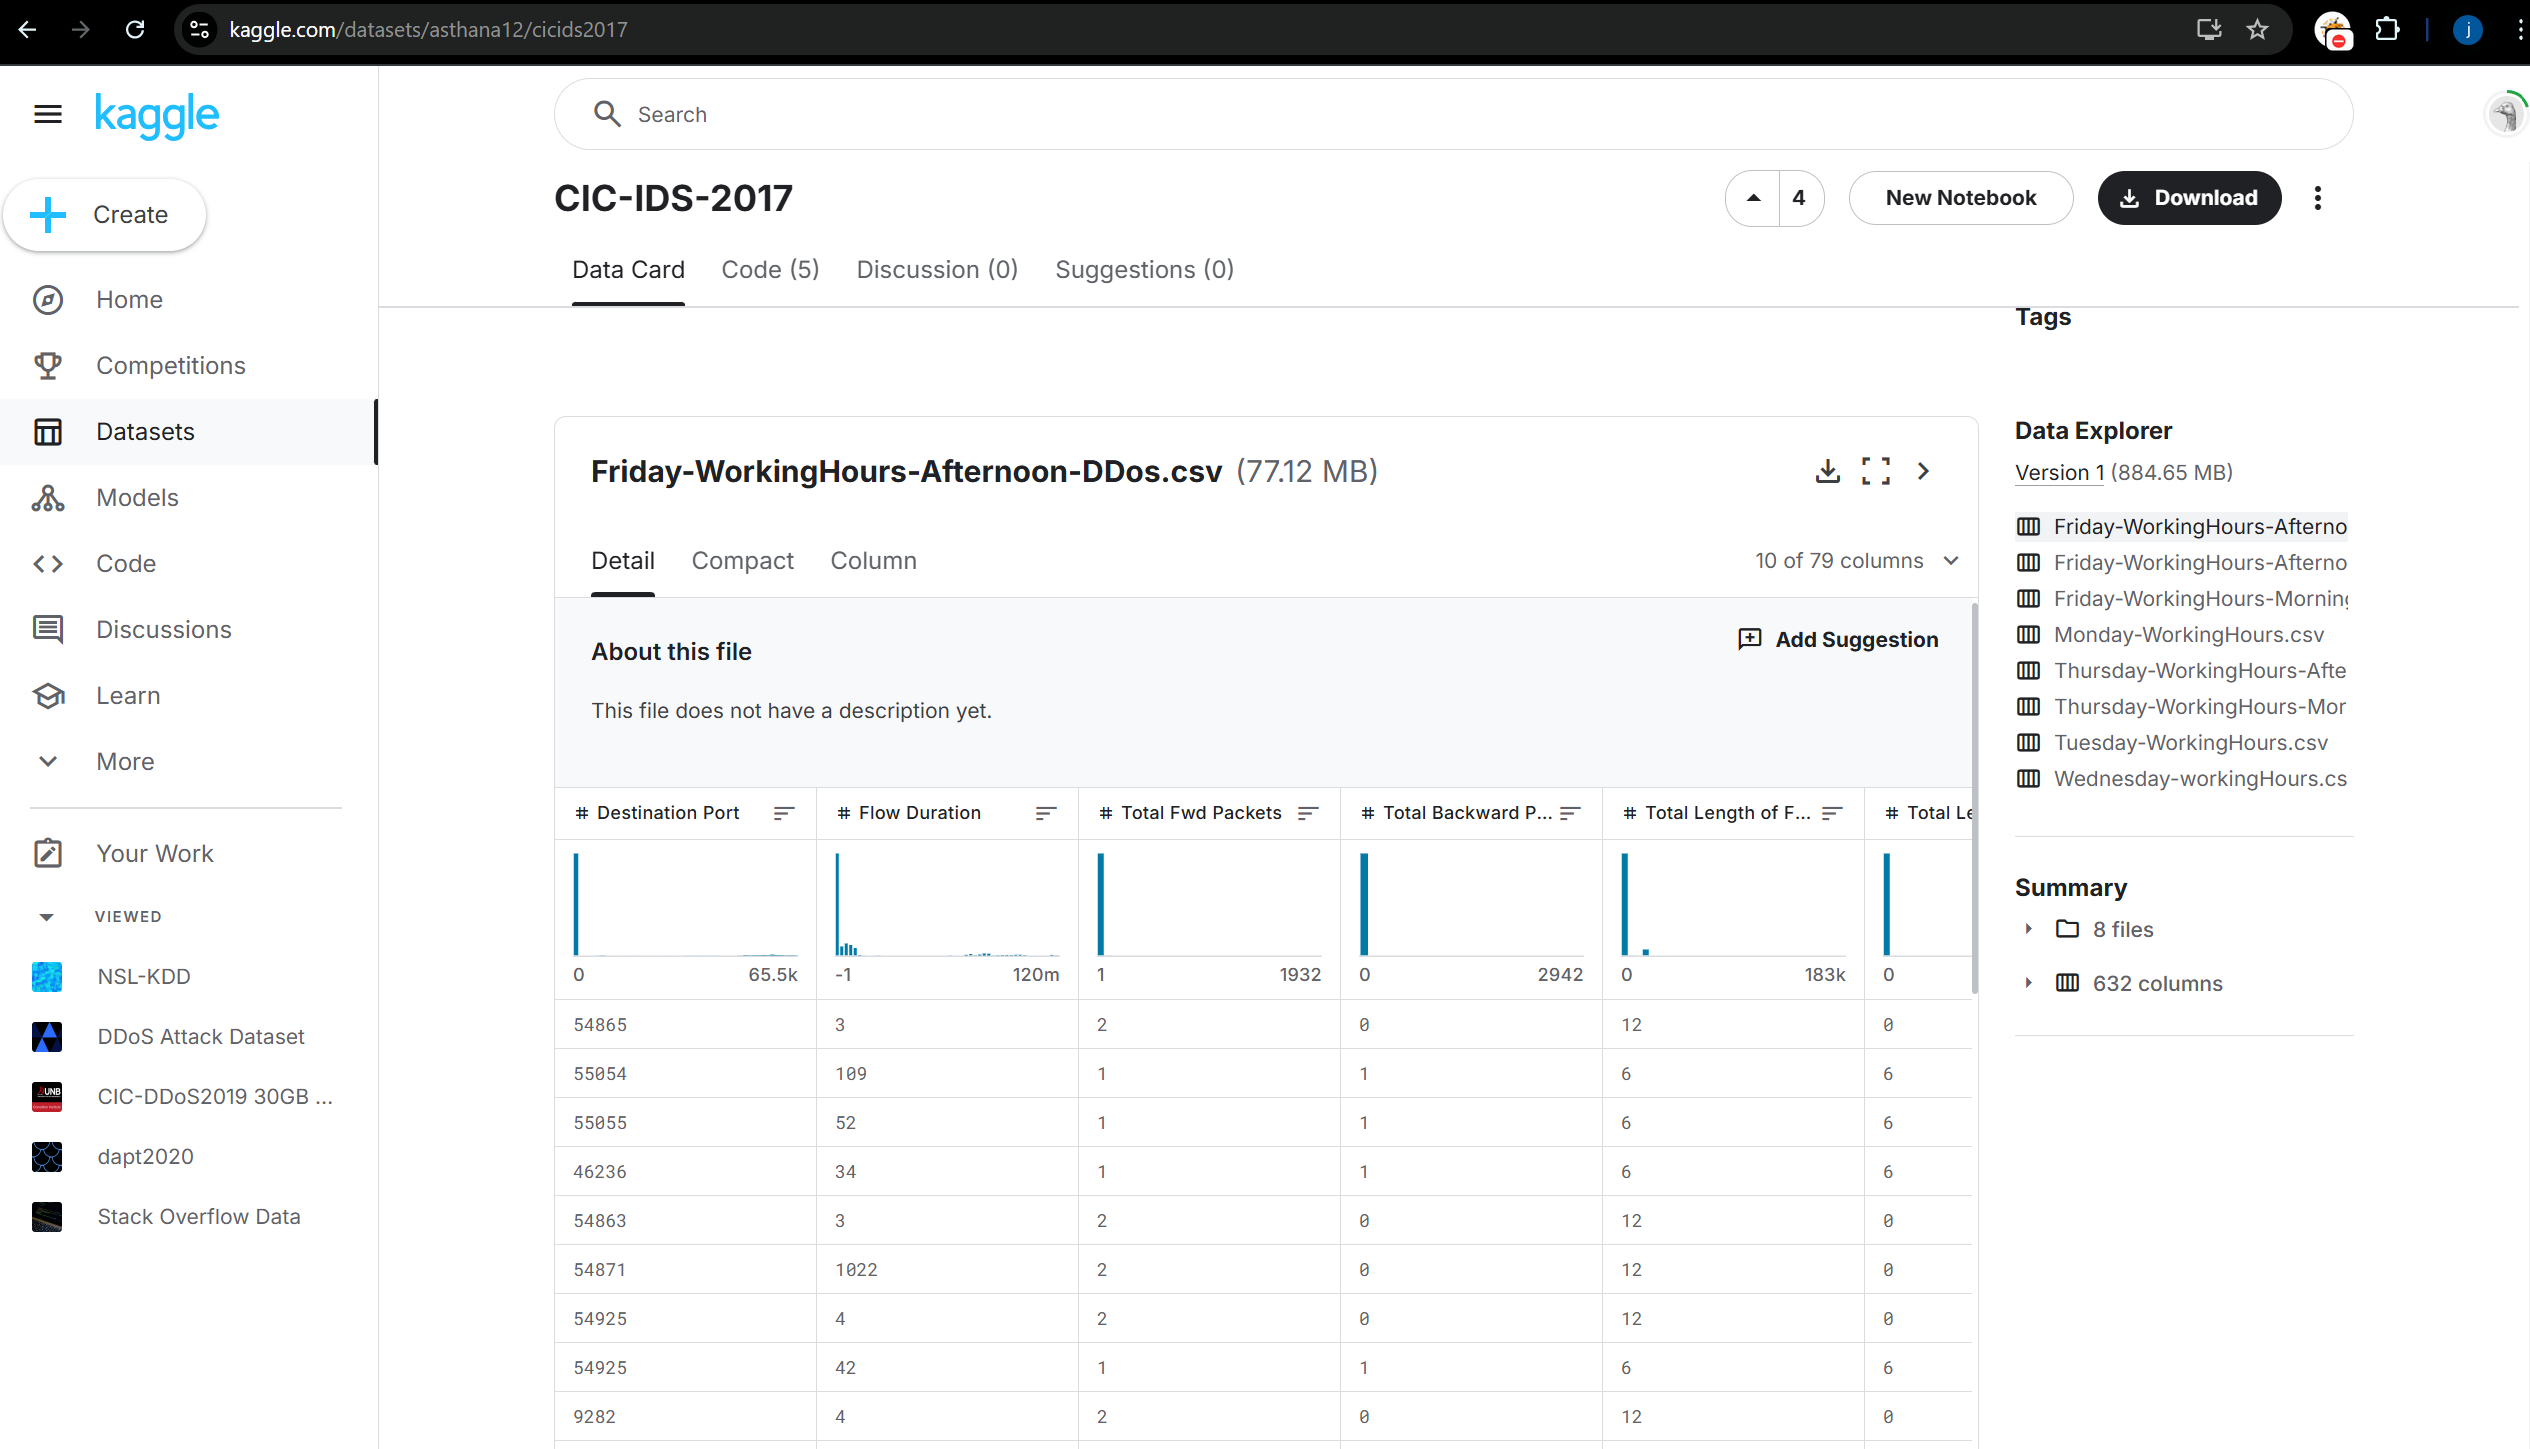 kaggle.com/datasets/asthana12/cicids2017
j
kaggle
Search
Create
Home
Competitions
Datasets
Models
Code
Discussions
Learn
More
Your Work
VIEWED
NSL-KDD
DDoS Attack Dataset
UNB
CIC-DDoS2019 30GB ...
dapt2020
Stack Overflow Data
CIC-IDS-2017
4
New Notebook
Download
Data Card Code (5) Discussion (0) Suggestions (0)
Friday-WorkingHours-Afternoon-DDos.csv (77.12 MB)
Detail Compact Column
10 of 79 columns
About this file
Add Suggestion
This file does not have a description yet.
# Destination Port # Flow Duration # Total Fwd Packets # Total Backward P... # Total Length of F... # Total Le
0 65.5k -1 120m 1 1932 0 2942 0 183k 0
54865 3 2 0 12 0
55054 109 1 1 6 6
55055 52 1 1 6 6
46236 34 1 1 6 6
54863 3 2 0 12 0
54871 1022 2 0 12 0
54925 4 2 0 12 0
54925 42 1 1 6 6
9282 4 2 0 12 0
Tags
Data Explorer
Version 1 (884.65 MB)
Friday-WorkingHours-Afterno
Friday-WorkingHours-Afterno
Friday-WorkingHours-Morning
Monday-WorkingHours.csv
Thursday-WorkingHours-Afte
Thursday-WorkingHours-Mor
Tuesday-WorkingHours.csv
Wednesday-workingHours.cs
Summary
8 files
632 columns